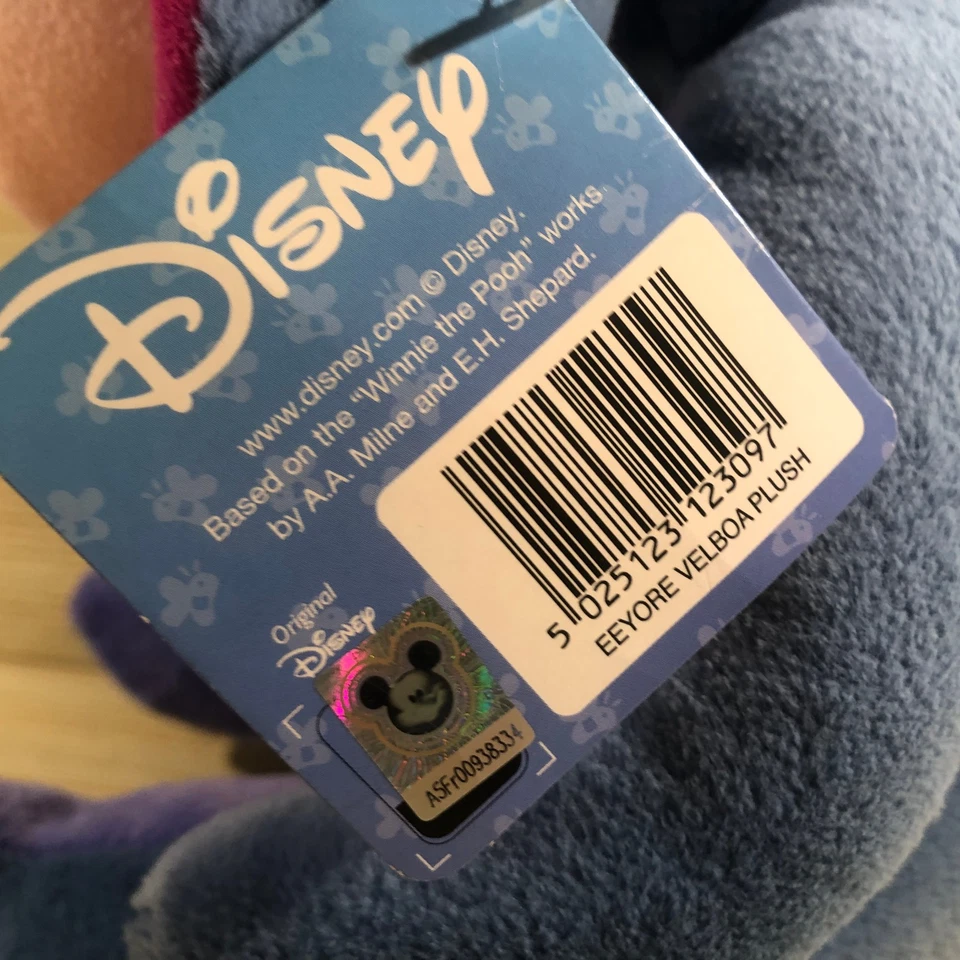 Disney
www.disney.com © Disney.
Based on the "Winnie the Pooh" works
by A.A. Milne and E.H. Shepard.
5 025123 123097
EEYORE VELBOA PLUSH
Original
Disney
ASFr00938334